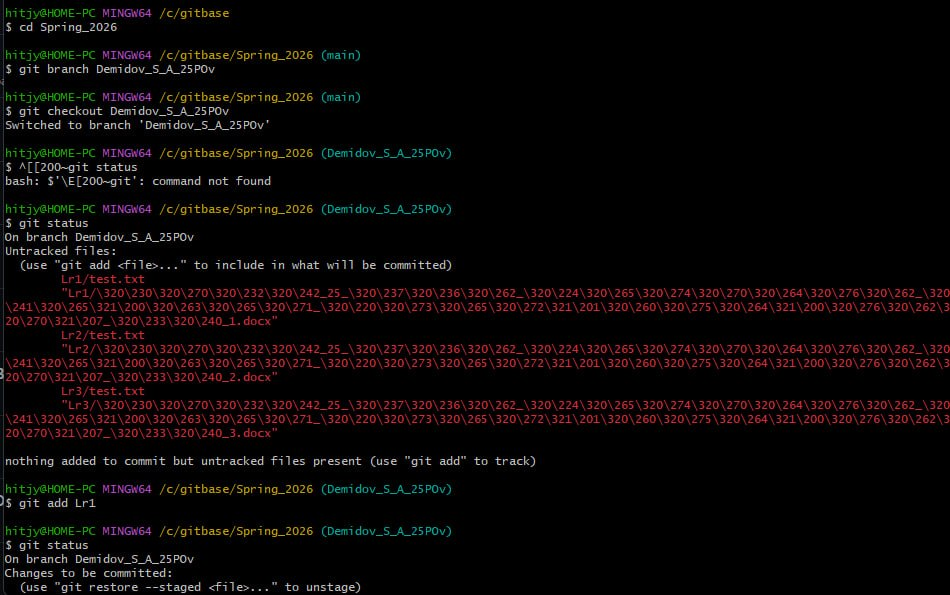 hitjy@HOME-PC MINGW64 /c/gitbase
$ cd Spring_2026
hitjy@HOME-PC MINGW64 /c/gitbase/Spring_2026 (main)
$ git branch Demidov_S_A_25POv
hitjy@HOME-PC MINGW64 /c/gitbase/Spring_2026 (main)
$ git checkout Demidov_S_A_25POv
Switched to branch 'Demidov_S_A_25POv'
hitjy@HOME-PC MINGW64 /c/gitbase/Spring_2026 (Demidov_S_A_25POv)
$ ^[[200~git status
bash: $'\E[200~git': command not found
hitjy@HOME-PC MINGW64 /c/gitbase/Spring_2026 (Demidov_S_A_25POv)
$ git status
On branch Demidov_S_A_25POv
Untracked files:
  (use "git add <file>..." to include in what will be committed)
        Lr1/test.txt
        "Lr1/\320\230\320\270\320\232\320\242_25_\320\237\320\236\320\262_\320\224\320\265\320\274\320\270\320\264\320\276\320\262_\320
\241\320\265\321\200\320\263\320\265\320\271_\320\220\320\273\320\265\320\272\321\201\320\260\320\275\320\264\321\200\320\276\320\262\3
20\270\321\207_\320\233\320\240_1.docx"
        Lr2/test.txt
        "Lr2/\320\230\320\270\320\232\320\242_25_\320\237\320\236\320\262_\320\224\320\265\320\274\320\270\320\264\320\276\320\262_\320
\241\320\265\321\200\320\263\320\265\320\271_\320\220\320\273\320\265\320\272\321\201\320\260\320\275\320\264\321\200\320\276\320\262\3
20\270\321\207_\320\233\320\240_2.docx"
        Lr3/test.txt
        "Lr3/\320\230\320\270\320\232\320\242_25_\320\237\320\236\320\262_\320\224\320\265\320\274\320\270\320\264\320\276\320\262_\320
\241\320\265\321\200\320\263\320\265\320\271_\320\220\320\273\320\265\320\272\321\201\320\260\320\275\320\264\321\200\320\276\320\262\3
20\270\321\207_\320\233\320\240_3.docx"
nothing added to commit but untracked files present (use "git add" to track)
hitjy@HOME-PC MINGW64 /c/gitbase/Spring_2026 (Demidov_S_A_25POv)
$ git add Lr1
hitjy@HOME-PC MINGW64 /c/gitbase/Spring_2026 (Demidov_S_A_25POv)
$ git status
On branch Demidov_S_A_25POv
Changes to be committed:
  (use "git restore --staged <file>..." to unstage)